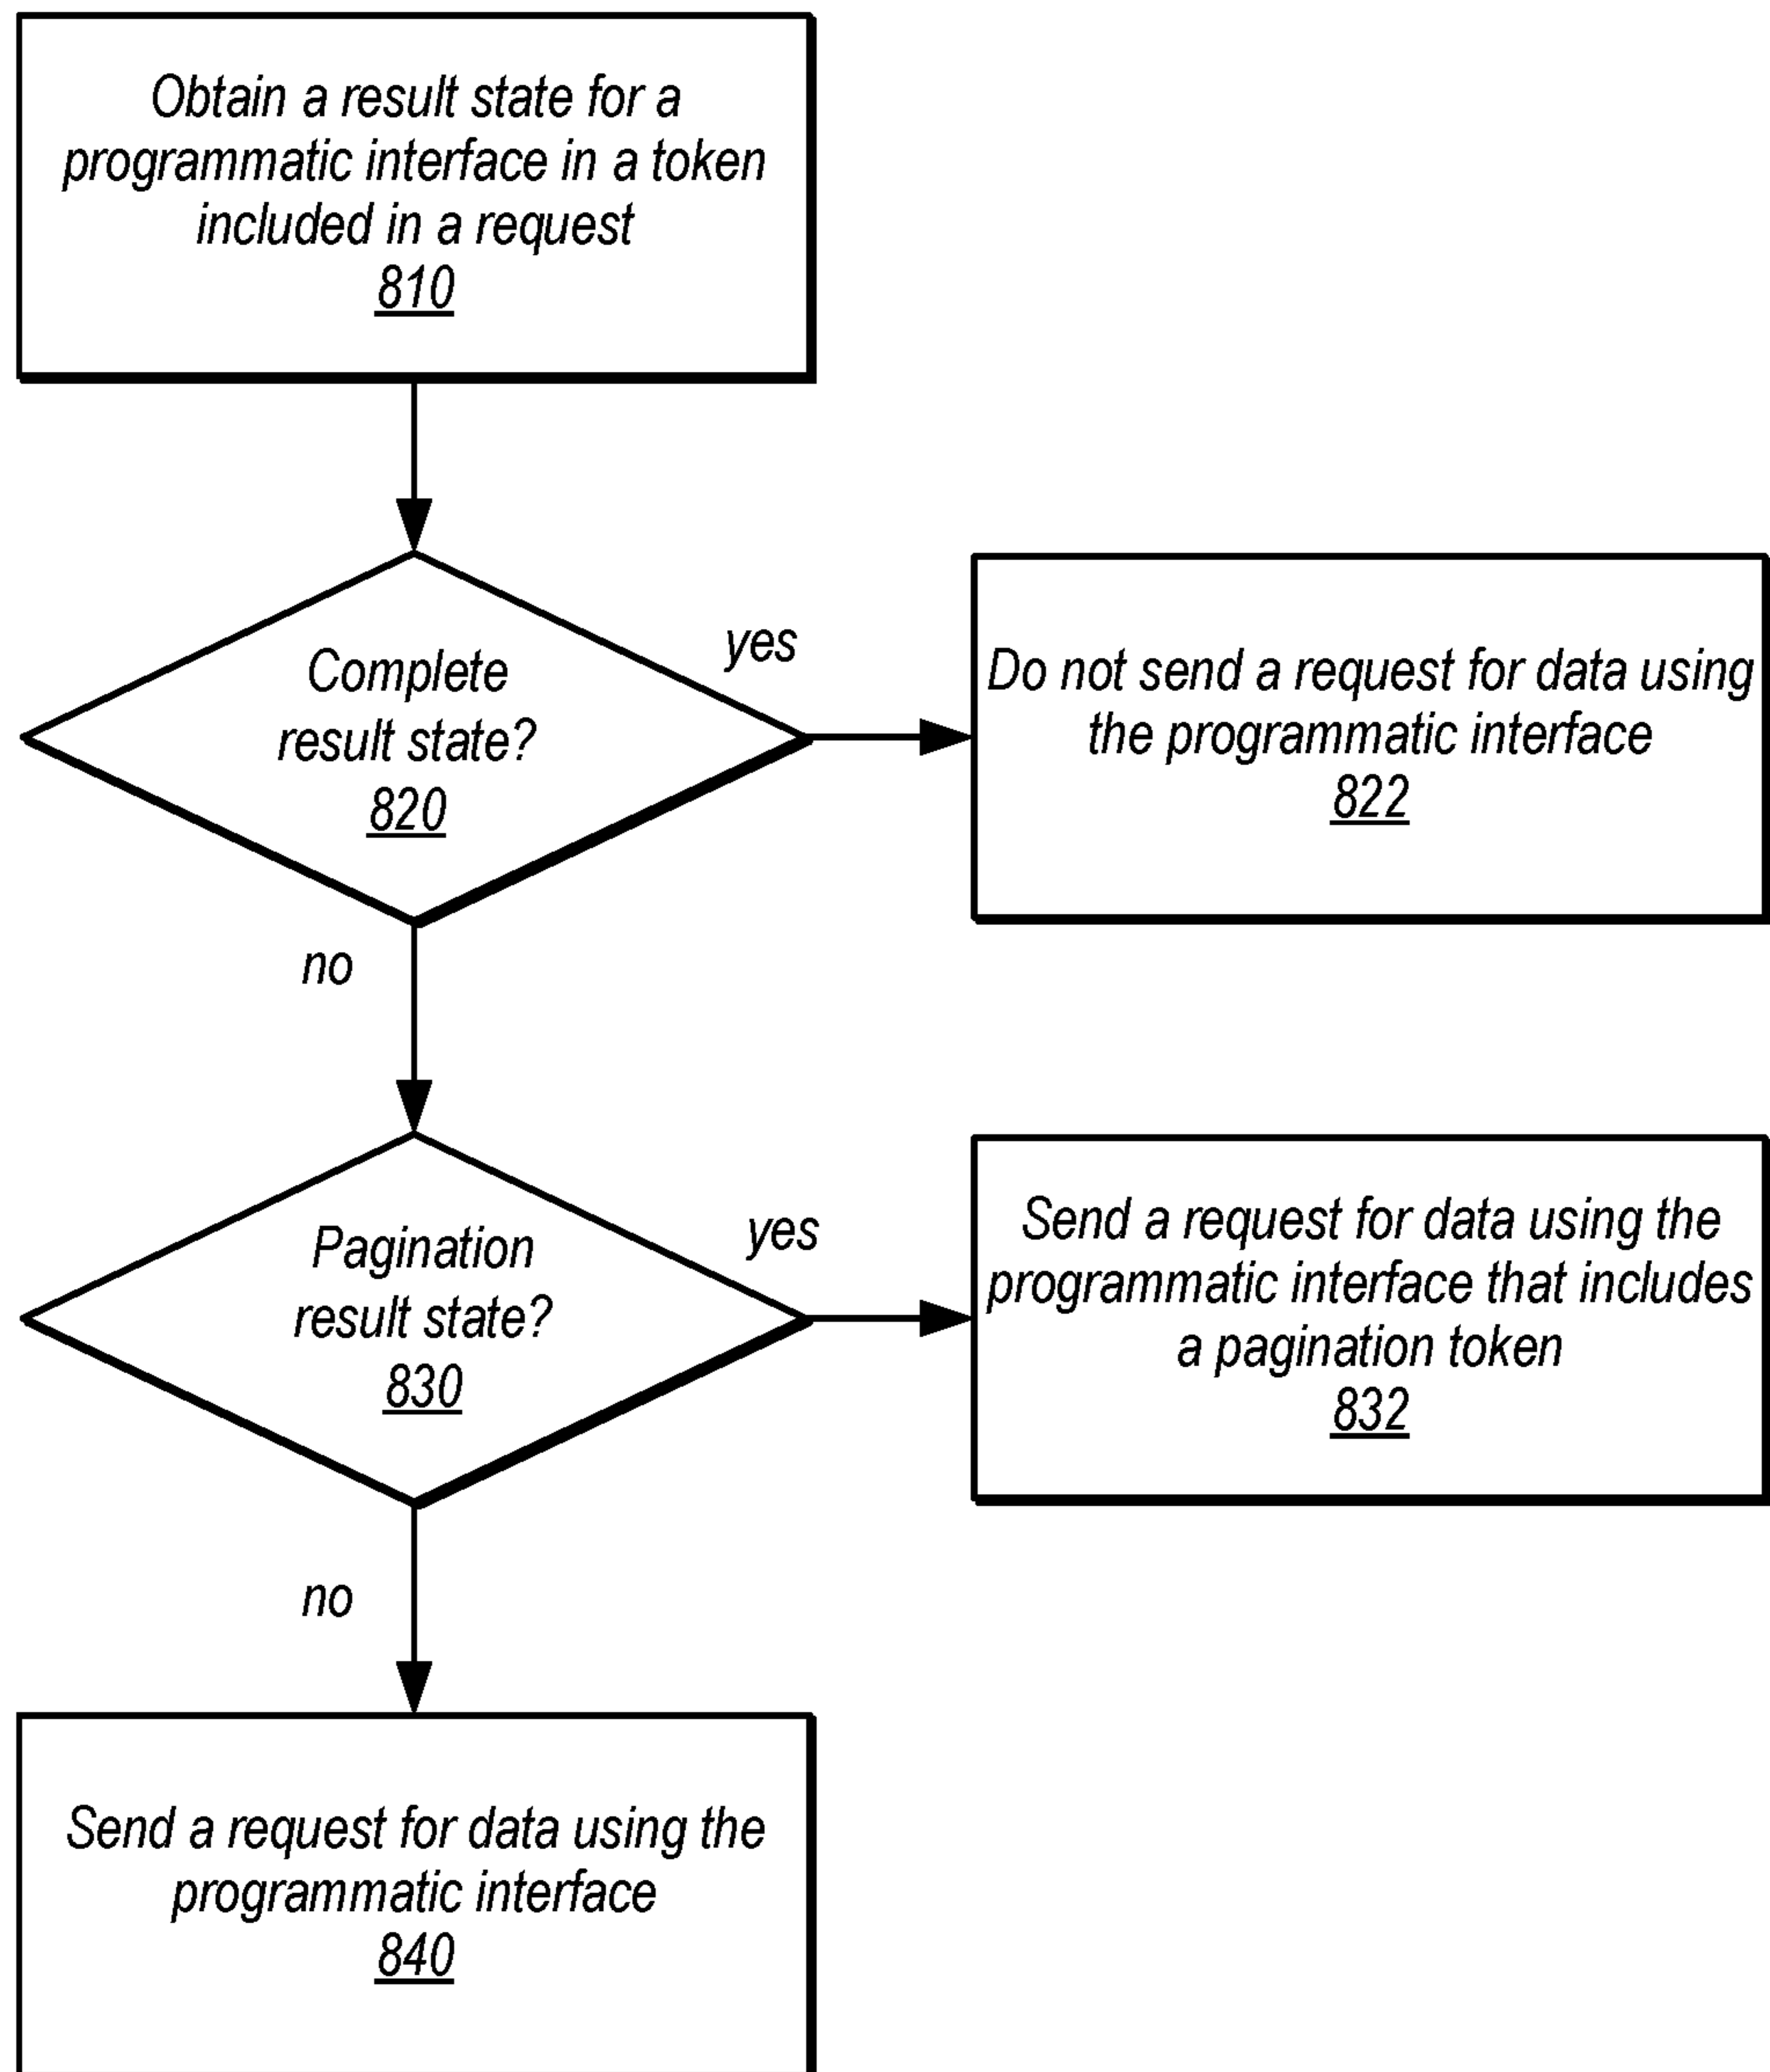 Obtain a result state for a
programmatic interface in a token
included in a request
810
Complete
result state?
820
yes
Do not send a request for data using
the programmatic interface
822
no
Pagination
result state?
830
yes
Send a request for data using the
programmatic interface that includes
a pagination token
832
no
Send a request for data using the
programmatic interface
840